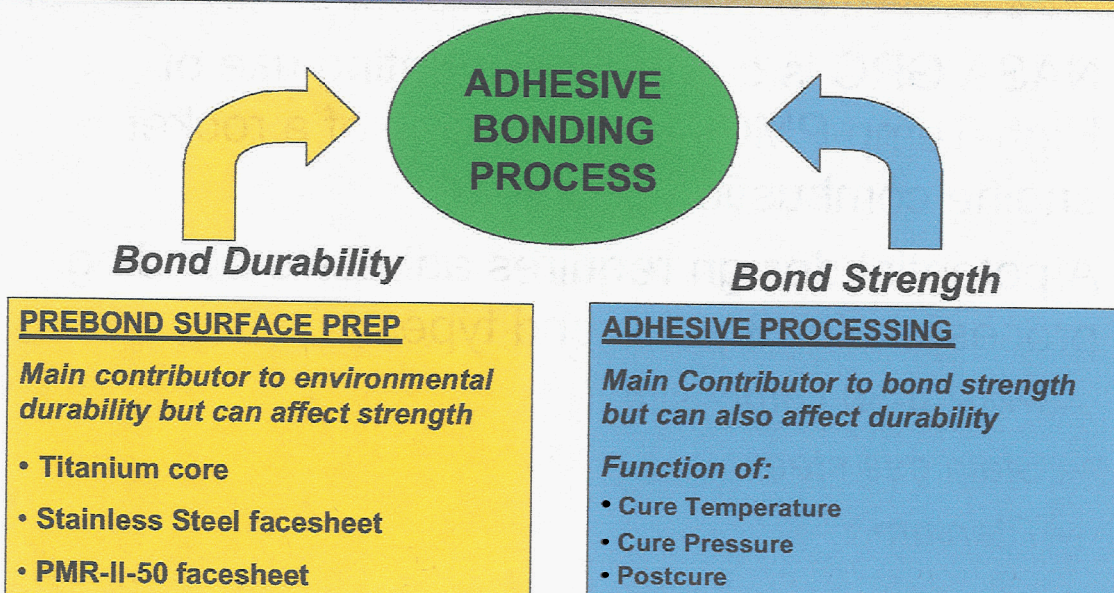 ADHESIVE
BONDING
PROCESS
Bond Durability
Bond Strength
PREBOND SURFACE PREP
Main contributor to environmental
durability but can affect strength
• Titanium core
• Stainless Steel facesheet
• PMR-II-50 facesheet
ADHESIVE PROCESSING
Main Contributor to bond strength
but can also affect durability
Function of:
• Cure Temperature
• Cure Pressure
• Postcure